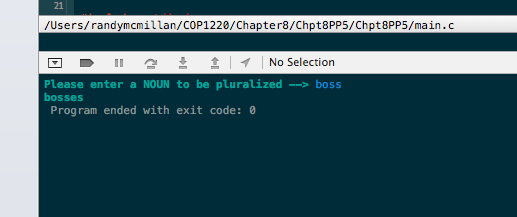 21
/Users/randymcmillan/COP1220/Chapter8/Chpt8PP5/Chpt8PP5/main.c
No Selection
Please enter a NOUN to be pluralized ——> boss
bosses
Program ended with exit code: 0